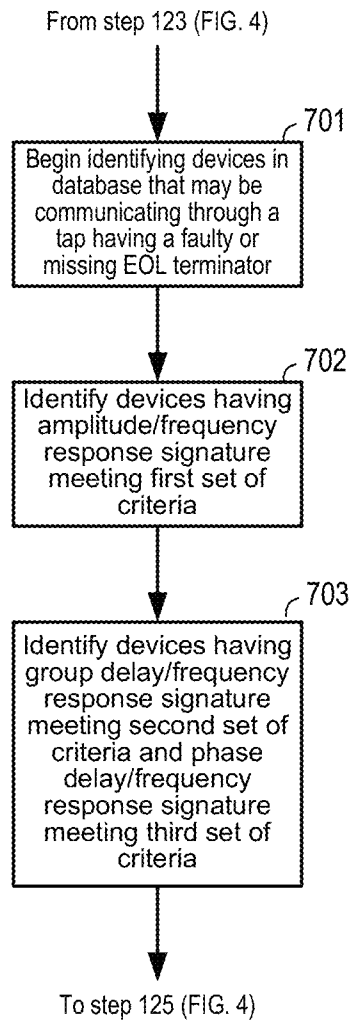 From step 123 (FIG. 4)
701
Begin identifying devices in
database that may be
communicating through a
tap having a faulty or
missing EOL terminator
702
Identify devices having
amplitude/frequency
response signature
meeting first set of
criteria
703
Identify devices having
group delay/frequency
response signature
meeting second set of
criteria and phase
delay/frequency
response signature
meeting third set of
criteria
To step 125 (FIG. 4)